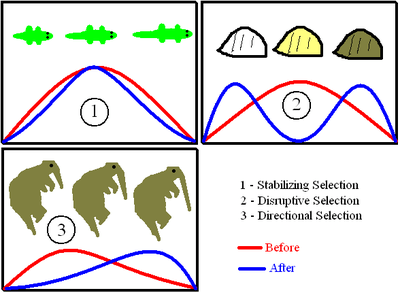 1
2
3
1 - Stabilizing Selection
2 - Disruptive Selection
3 - Directional Selection
Before
After